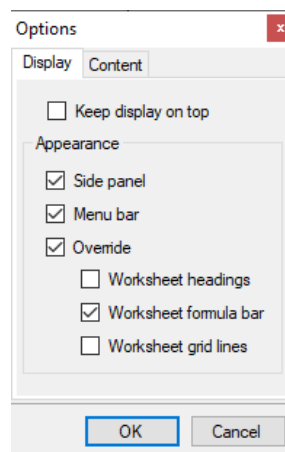 Options
x
Display Content
Keep display on top
Appearance
Side panel
Menu bar
Override
Worksheet headings
Worksheet formula bar
Worksheet grid lines
OK Cancel